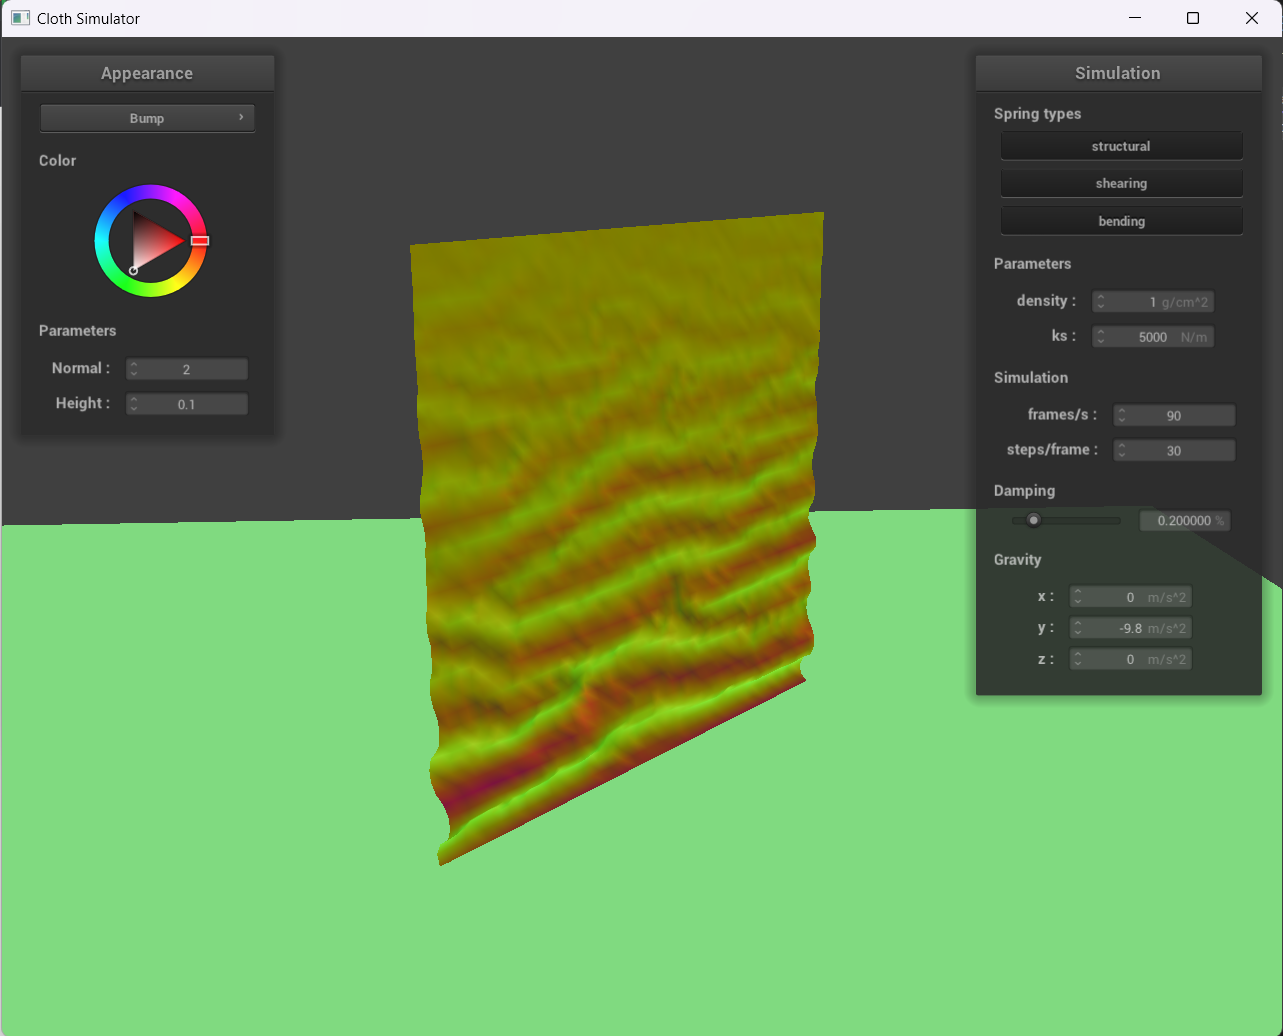 Cloth Simulator
Appearance
Bump
Color
Parameters
Normal : 2
Height : 0.1
Simulation
Spring types
structural
shearing
bending
Parameters
density : 1 g/cm^2
ks : 5000 N/m
Simulation
frames/s : 90
steps/frame : 30
Damping
0.200000 %
Gravity
x : 0 m/s^2
y : -9.8 m/s^2
z : 0 m/s^2